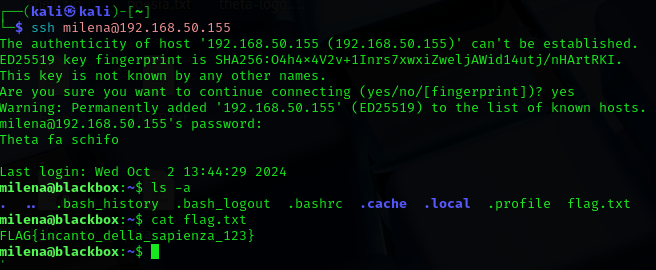 ┌──(kali㉿kali)-[~]
└─$ ssh milena@192.168.50.155
The authenticity of host '192.168.50.155 (192.168.50.155)' can't be established.
ED25519 key fingerprint is SHA256:O4h4×4V2v+1Inrs7xwxiZweljAWid14utj/nHArtRKI.
This key is not known by any other names.
Are you sure you want to continue connecting (yes/no/[fingerprint])? yes
Warning: Permanently added '192.168.50.155' (ED25519) to the list of known hosts.
milena@192.168.50.155's password:
Theta fa schifo
Last login: Wed Oct  2 13:44:29 2024
milena@blackbox:~$ ls -a
.  ..  .bash_history  .bash_logout  .bashrc  .cache  .local  .profile  flag.txt
milena@blackbox:~$ cat flag.txt
FLAG{incanto_della_sapienza_123}
milena@blackbox:~$